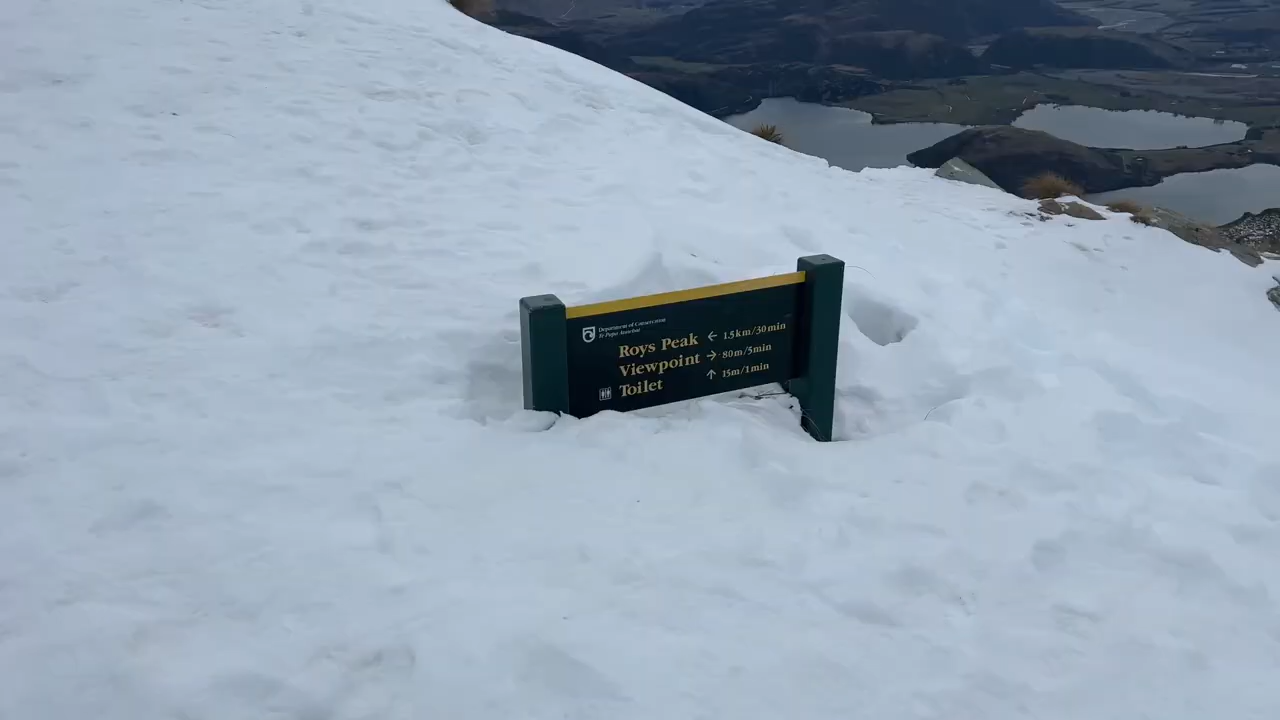 Department of Conservation
Te Papa Atawhai
Roys Peak ← 1.5km/30min
Viewpoint → 80m/5min
Toilet ↑ 15m/1min